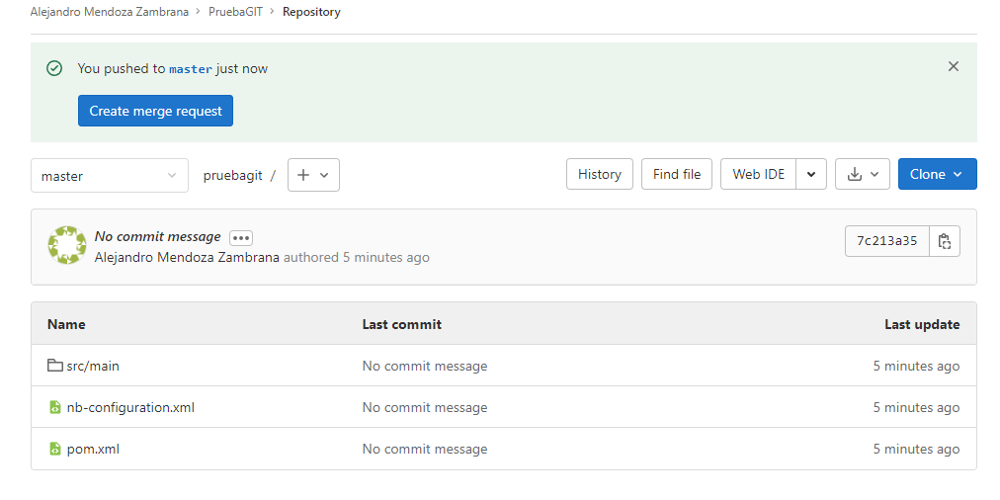 Alejandro Mendoza Zambrana > PruebaGIT > Repository
You pushed to master just now
Create merge request
master pruebagit / + History Find file Web IDE Clone
No commit message •••
Alejandro Mendoza Zambrana authored 5 minutes ago
7c213a35
Name Last commit Last update
src/main No commit message 5 minutes ago
nb-configuration.xml No commit message 5 minutes ago
pom.xml No commit message 5 minutes ago